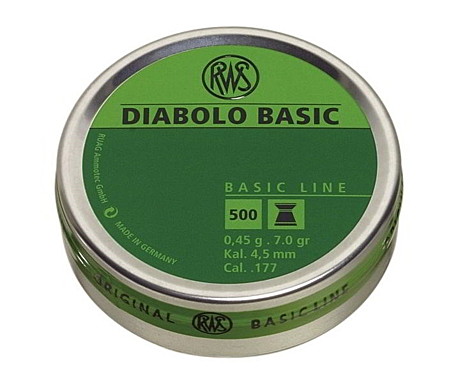 RWS
DIABOLO BASIC
BASIC LINE
500
0,45 g . 7.0 gr
Kal. 4,5 mm
Cal. .177
RUAG Ammotec GmbH
MADE IN GERMANY
ORIGINAL RWS BASIC LINE